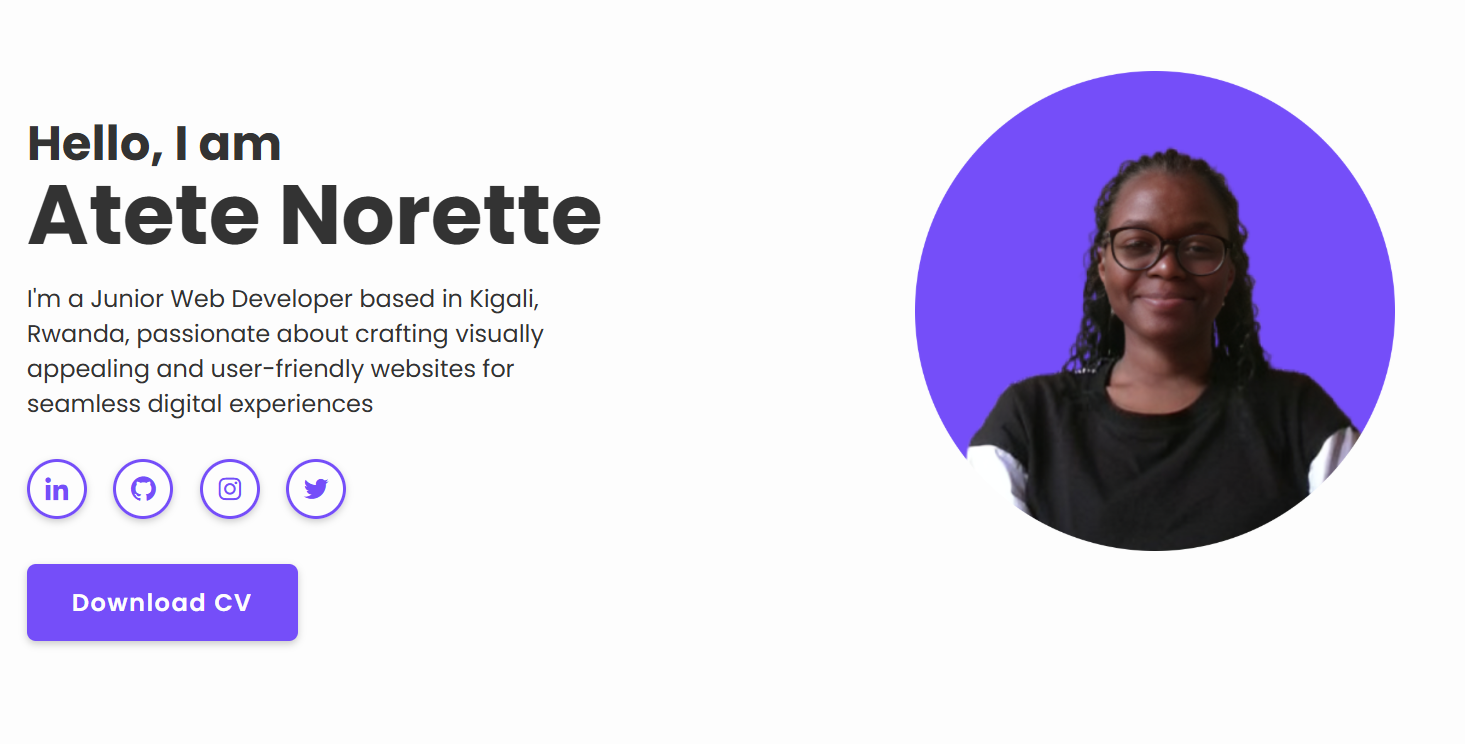 Hello, I am
Atete Norette
I'm a Junior Web Developer based in Kigali,
Rwanda, passionate about crafting visually
appealing and user-friendly websites for
seamless digital experiences
in
Download CV